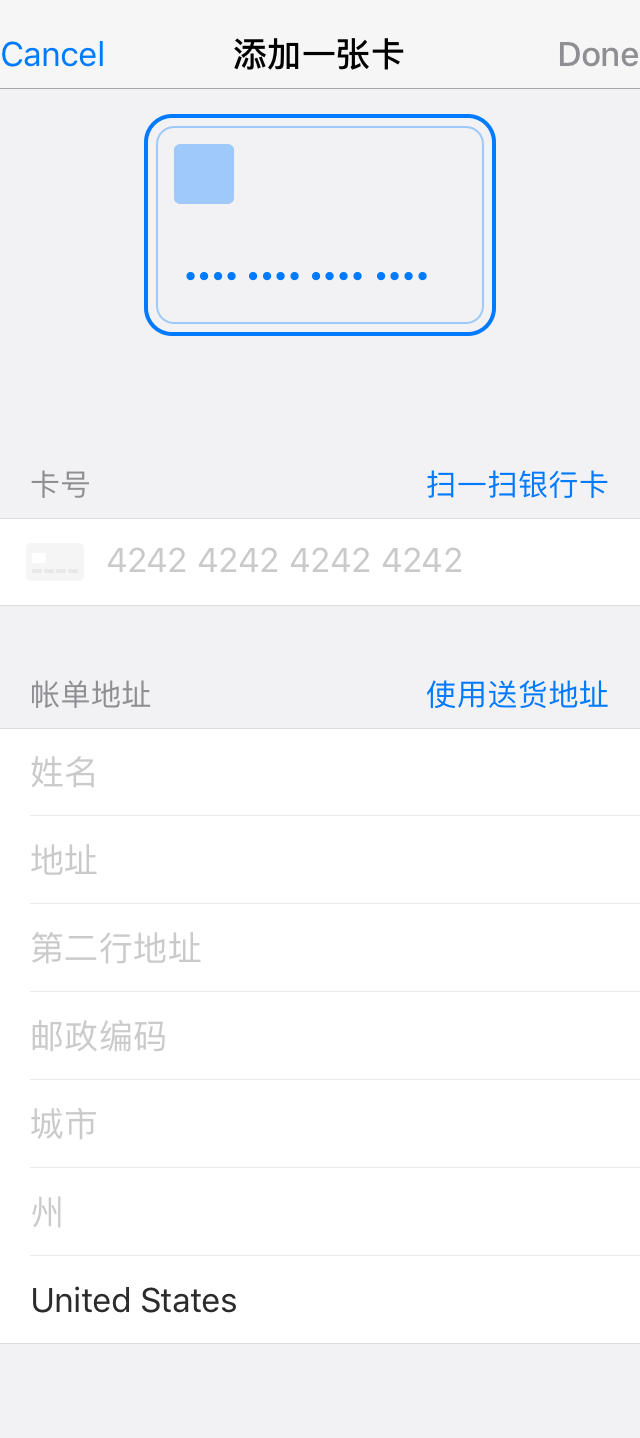 Cancel 添加一张卡 Done
•••• •••• •••• ••••
卡号 扫一扫银行卡
4242 4242 4242 4242
帐单地址 使用送货地址
姓名
地址
第二行地址
邮政编码
城市
州
United States